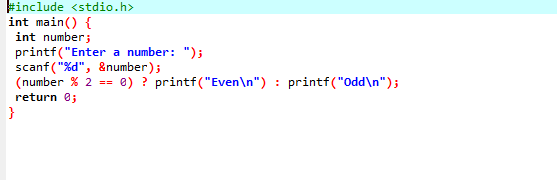 #include <stdio.h>
int main() {
 int number;
 printf("Enter a number: ");
 scanf("%d", &number);
 (number % 2 == 0) ? printf("Even\n") : printf("Odd\n");
 return 0;
}